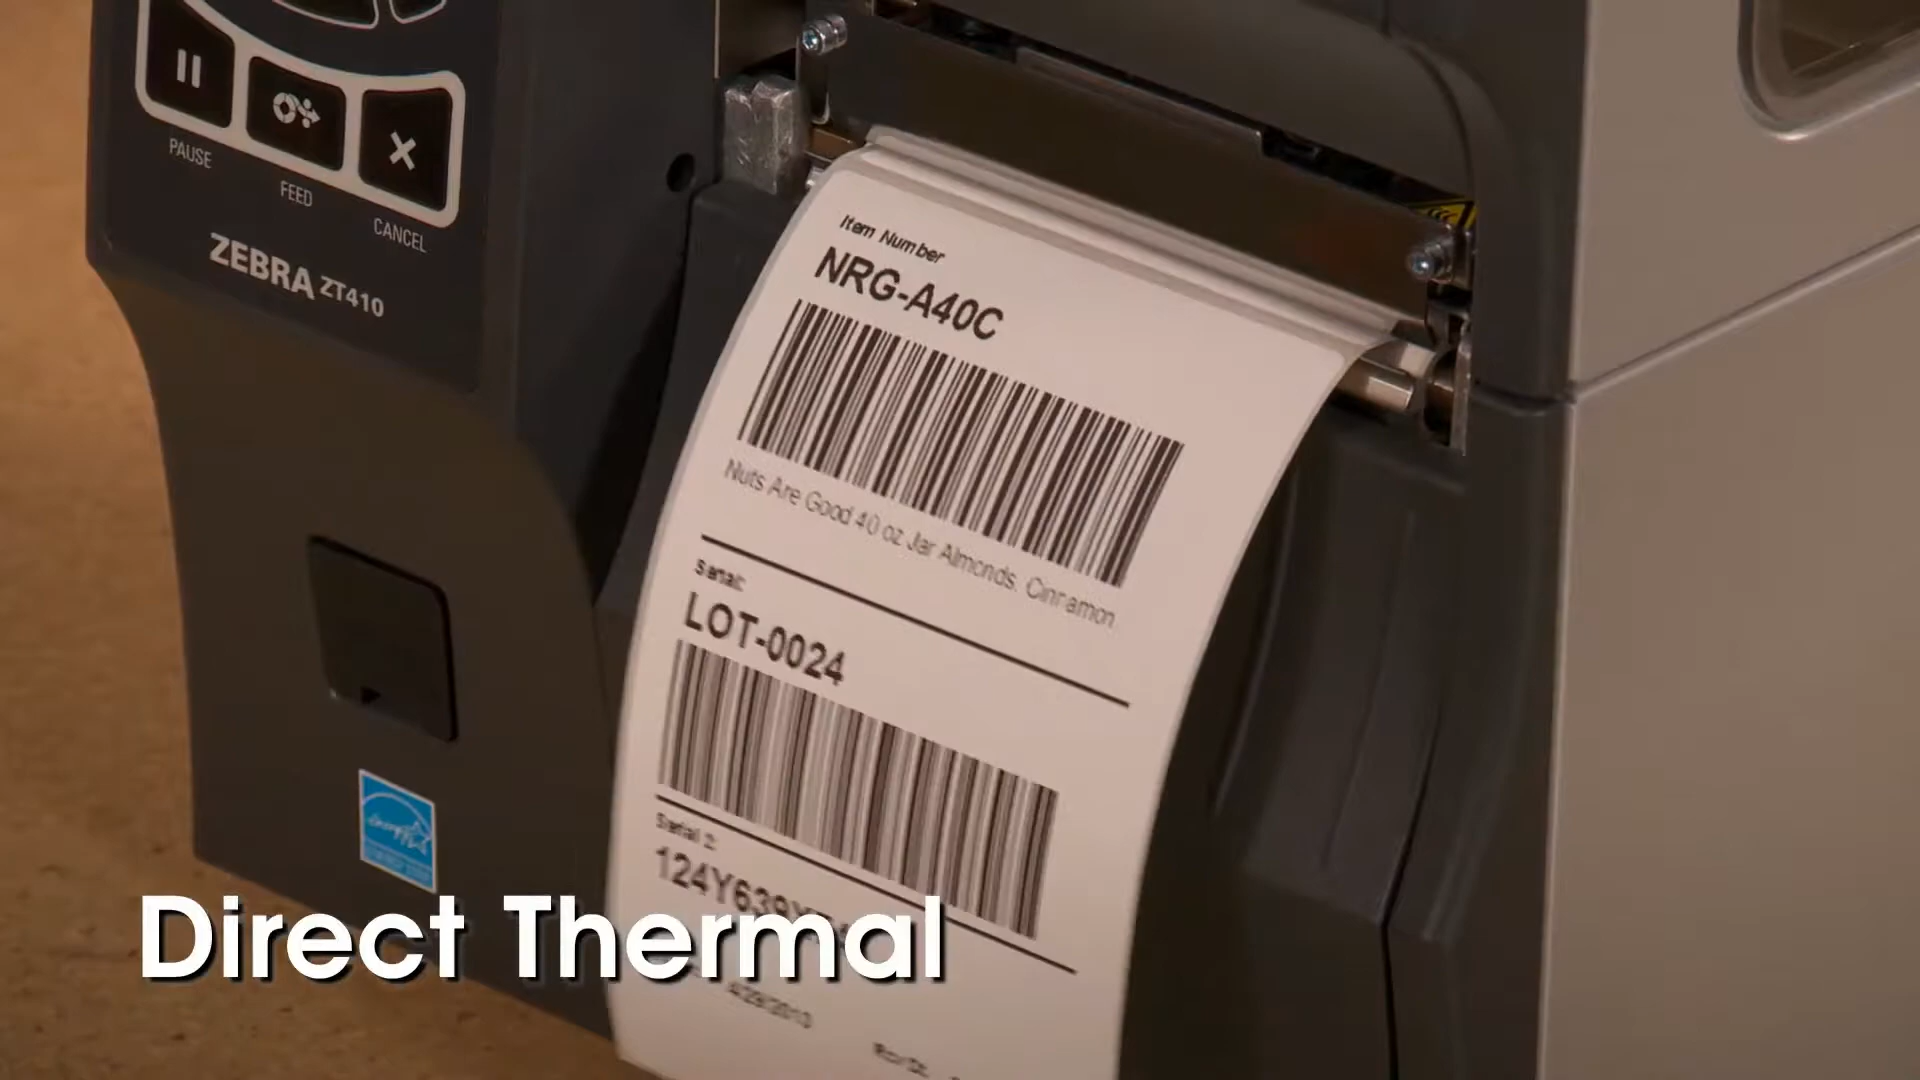 PAUSE
FEED
CANCEL
ZEBRA ZT410
Item Number
NRG-A40C
Nuts Are Good 40 oz Jar Almonds, Cinnamon
Serial:
LOT-0024
Serial 2:
Direct Thermal